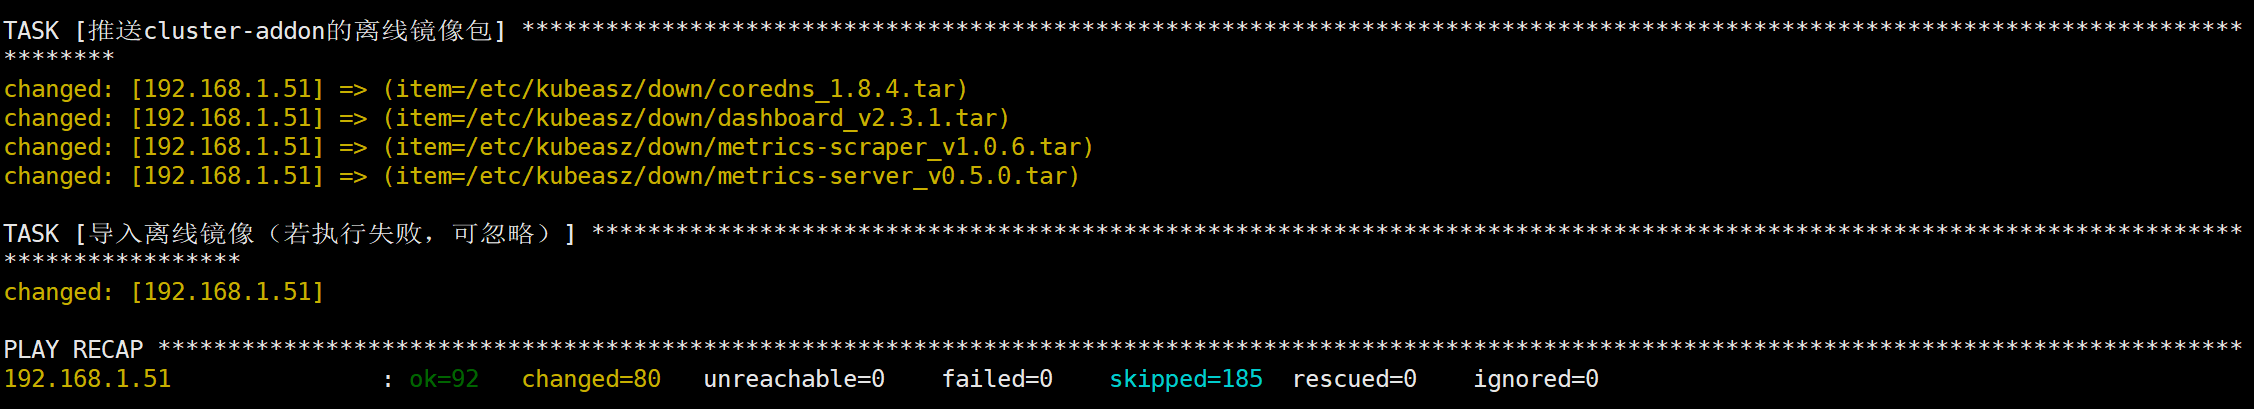 TASK [推送cluster-addon的离线镜像包] ***************************************************************************************************************************
********
changed: [192.168.1.51] => (item=/etc/kubeasz/down/coredns_1.8.4.tar)
changed: [192.168.1.51] => (item=/etc/kubeasz/down/dashboard_v2.3.1.tar)
changed: [192.168.1.51] => (item=/etc/kubeasz/down/metrics-scraper_v1.0.6.tar)
changed: [192.168.1.51] => (item=/etc/kubeasz/down/metrics-server_v0.5.0.tar)
TASK [导入离线镜像（若执行失败，可忽略）] **********************************************************************************************************************
*****************
changed: [192.168.1.51]
PLAY RECAP *****************************************************************************************************************************************************
192.168.1.51               : ok=92   changed=80   unreachable=0    failed=0    skipped=185  rescued=0    ignored=0